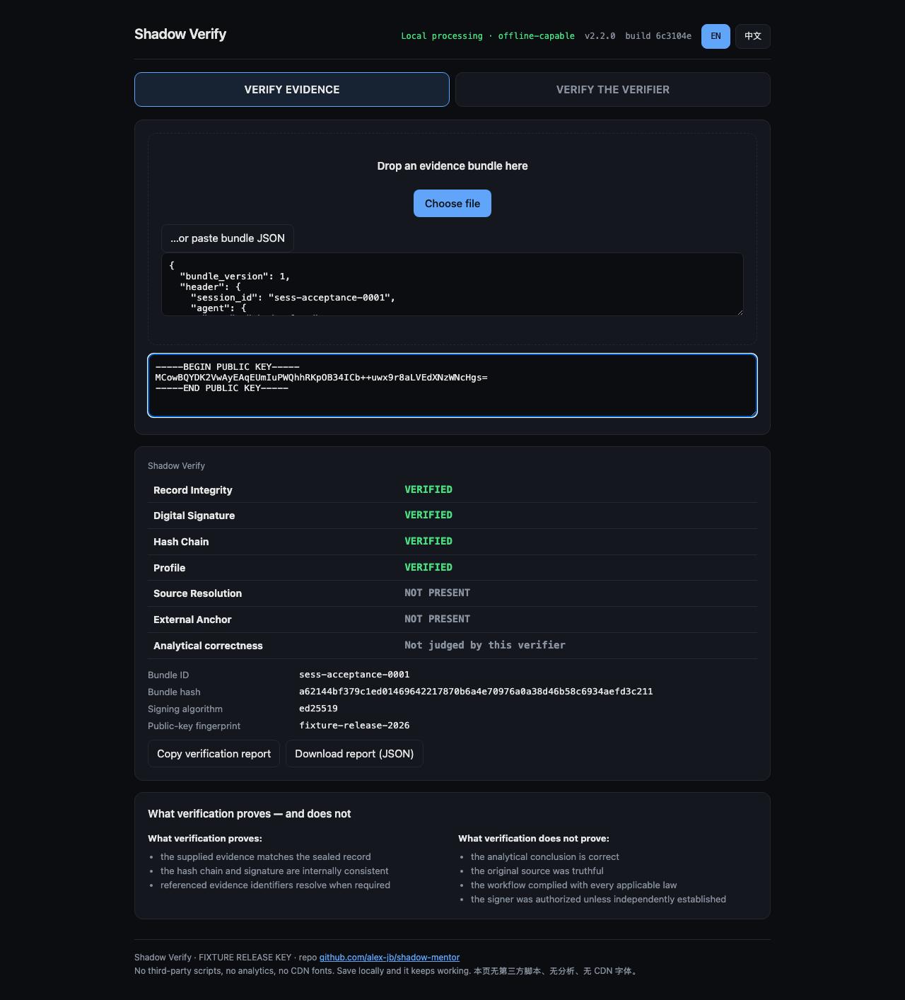 Shadow Verify
Local processing · offline-capable v2.2.0 build 6c3104e EN 中文
VERIFY EVIDENCE
VERIFY THE VERIFIER
Drop an evidence bundle here
Choose file
...or paste bundle JSON
{
"bundle_version": 1,
"header": {
"session_id": "sess-acceptance-0001",
"agent": {
-----BEGIN PUBLIC KEY-----
MCowBQYDK2VwAyEAqEUmIuPWQhhRKpOB34ICb++uwx9r8aLVEdXNzWNcHgs=
-----END PUBLIC KEY-----
Shadow Verify
Record Integrity VERIFIED
Digital Signature VERIFIED
Hash Chain VERIFIED
Profile VERIFIED
Source Resolution NOT PRESENT
External Anchor NOT PRESENT
Analytical correctness Not judged by this verifier
Bundle ID sess-acceptance-0001
Bundle hash a62144bf379c1ed01469642217870b6a4e70976a0a38d46b58c6934aefd3c211
Signing algorithm ed25519
Public-key fingerprint fixture-release-2026
Copy verification report
Download report (JSON)
What verification proves — and does not
What verification proves:
• the supplied evidence matches the sealed record
• the hash chain and signature are internally consistent
• referenced evidence identifiers resolve when required
What verification does not prove:
• the analytical conclusion is correct
• the original source was truthful
• the workflow complied with every applicable law
• the signer was authorized unless independently established
Shadow Verify · FIXTURE RELEASE KEY · repo github.com/alex-jb/shadow-mentor
No third-party scripts, no analytics, no CDN fonts. Save locally and it keeps working. 本页无第三方脚本、无分析、无 CDN 字体。